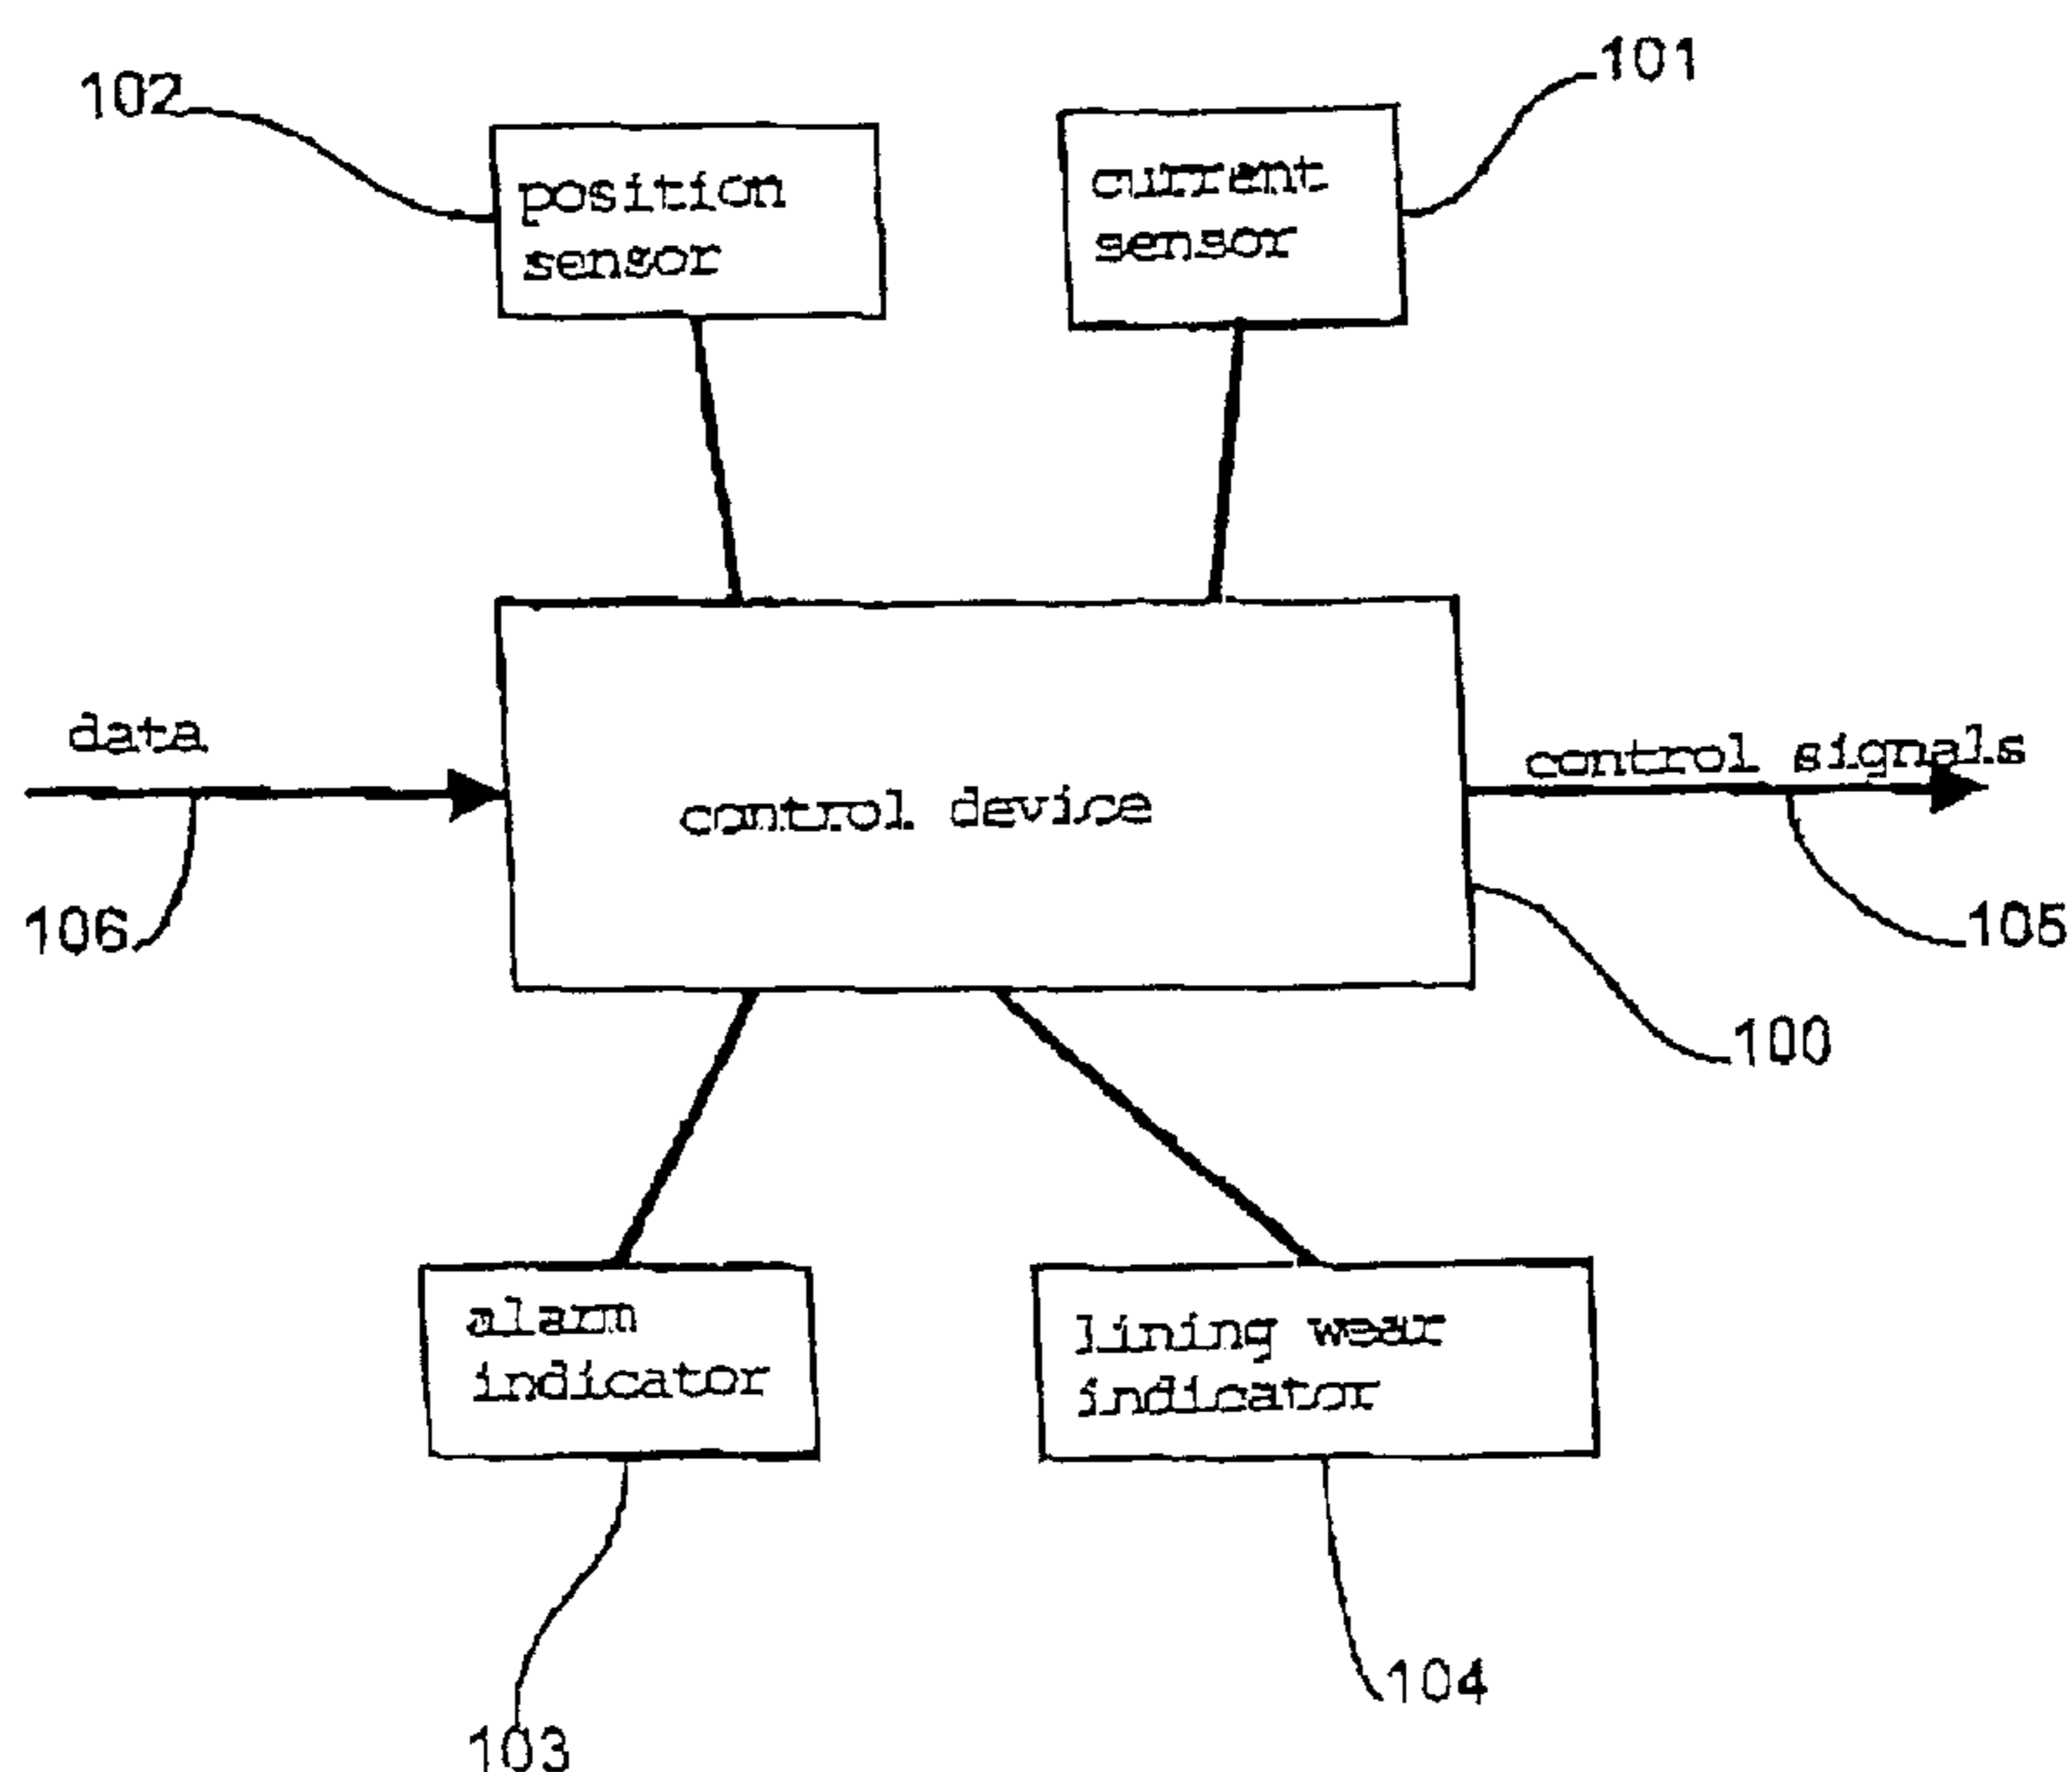 101
102
position
sensor
current
sensor
data
control signals
control device
106
105
100
alarm
indicator
lining wear
indicator
104
103